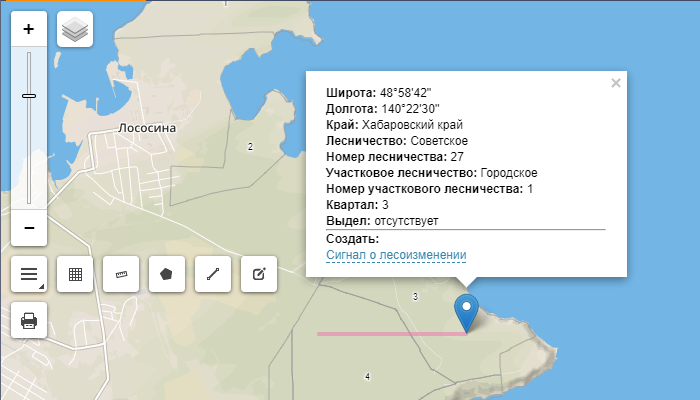 +
Широта: 48°58'42"
Долгота: 140°22'30"
Край: Хабаровский край
Лесничество: Советское
Номер лесничества: 27
Участковое лесничество: Городское
Номер участкового лесничества: 1
Квартал: 3
Выдел: отсутствует
Создать:
Сигнал о лесоизменении
×
Лососина
2
−
3
4